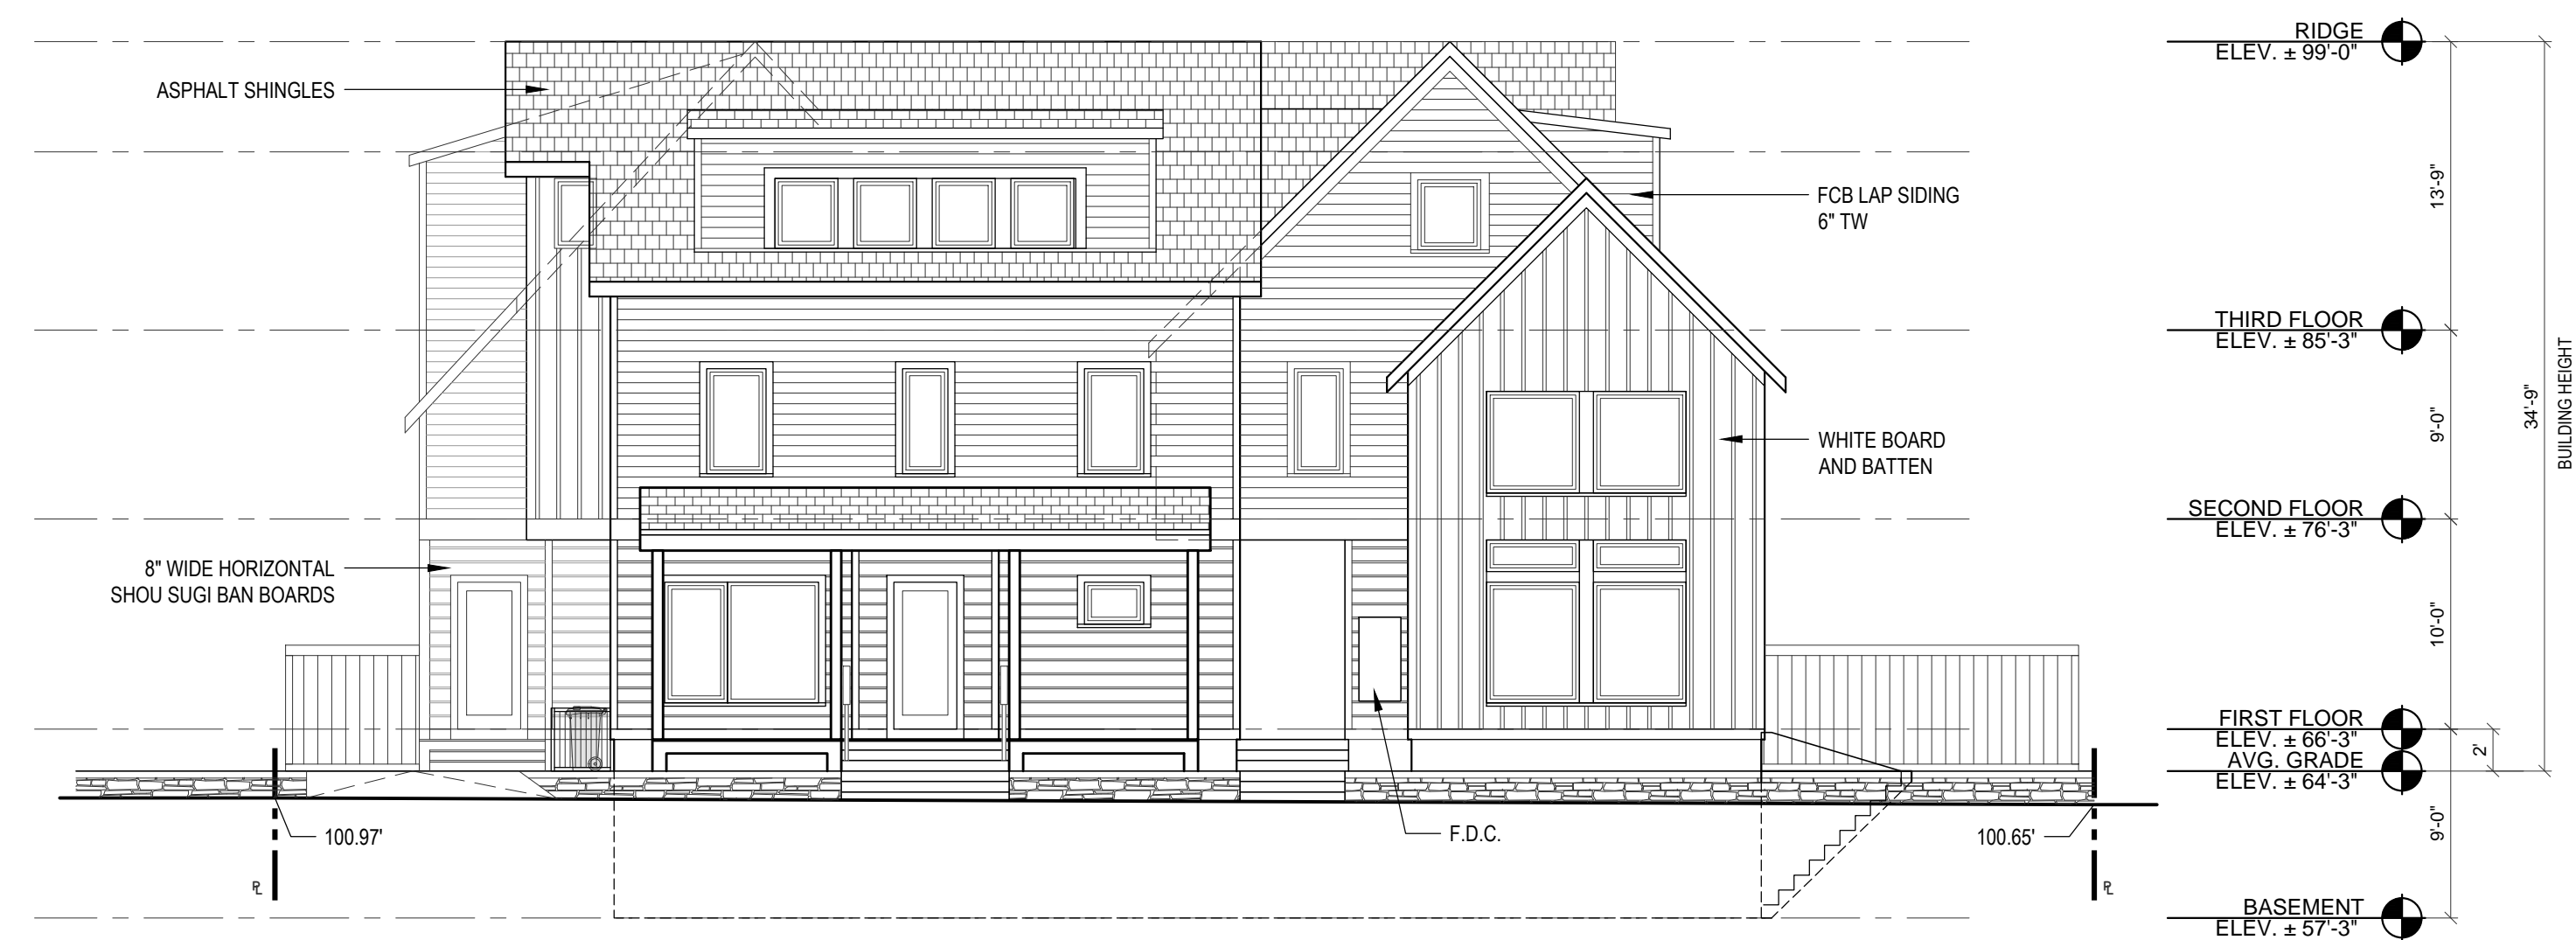 ASPHALT SHINGLES
8" WIDE HORIZONTAL
SHOU SUGI BAN BOARDS
FCB LAP SIDING
6" TW
WHITE BOARD
AND BATTEN
F.D.C.
100.97'
100.65'
PL
PL
RIDGE
ELEV. ± 99'-0"
THIRD FLOOR
ELEV. ± 85'-3"
SECOND FLOOR
ELEV. ± 76'-3"
FIRST FLOOR
ELEV. ± 66'-3"
AVG. GRADE
ELEV. ± 64'-3"
BASEMENT
ELEV. ± 57'-3"
13'-9"
9'-0"
10'-0"
2'
9'-0"
34'-9"
BUILDING HEIGHT